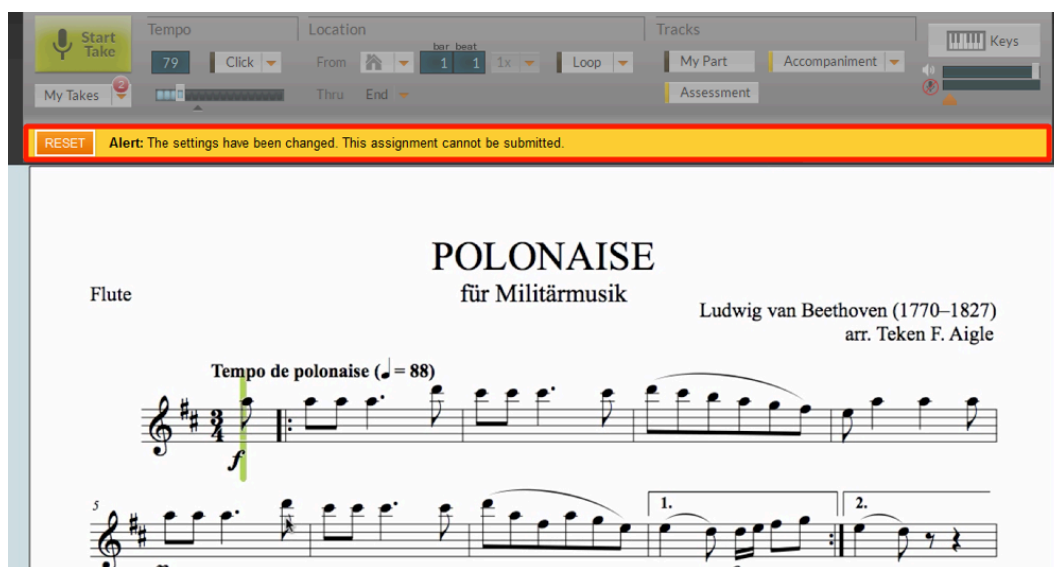 Start
Take
My Takes
2
Tempo
79
Click
Location
bar beat
From
1 1
1x
Loop
Thru
End
Tracks
My Part
Accompaniment
Assessment
Keys
RESET
Alert: The settings have been changed. This assignment cannot be submitted.
POLONAISE
für Militärmusik
Flute
Ludwig van Beethoven (1770–1827)
arr. Teken F. Aigle
Tempo de polonaise (♩ = 88)
3
4
f
5
1.
2.